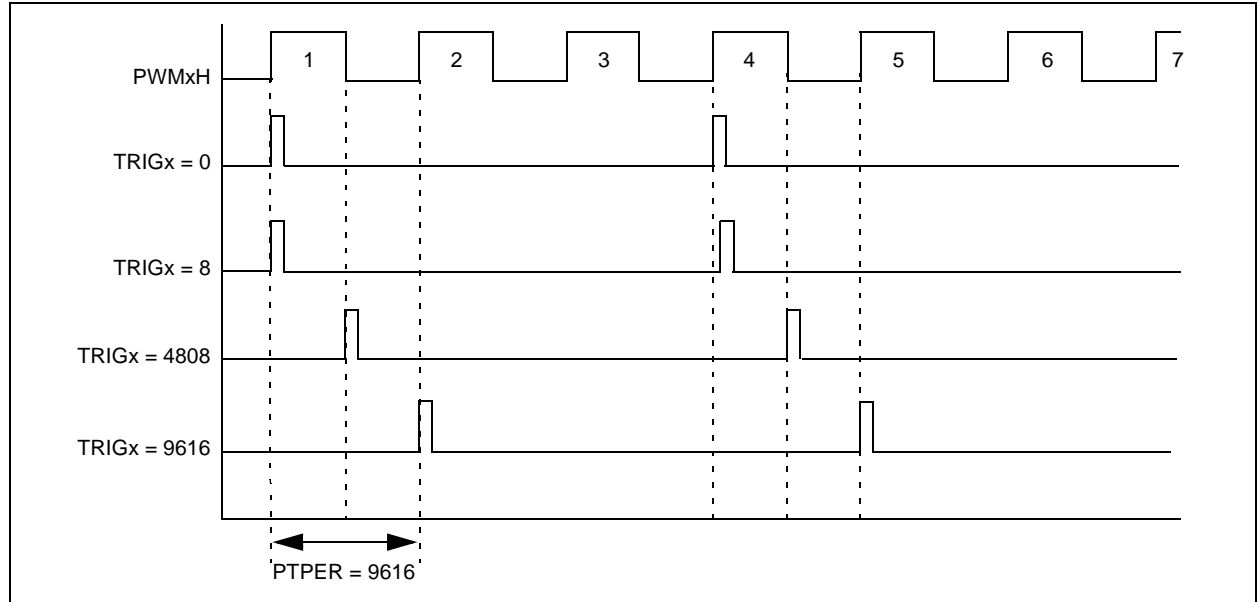 1 2 3 4 5 6 7
PWMxH
TRIGx = 0
TRIGx = 8
TRIGx = 4808
TRIGx = 9616
PTPER = 9616